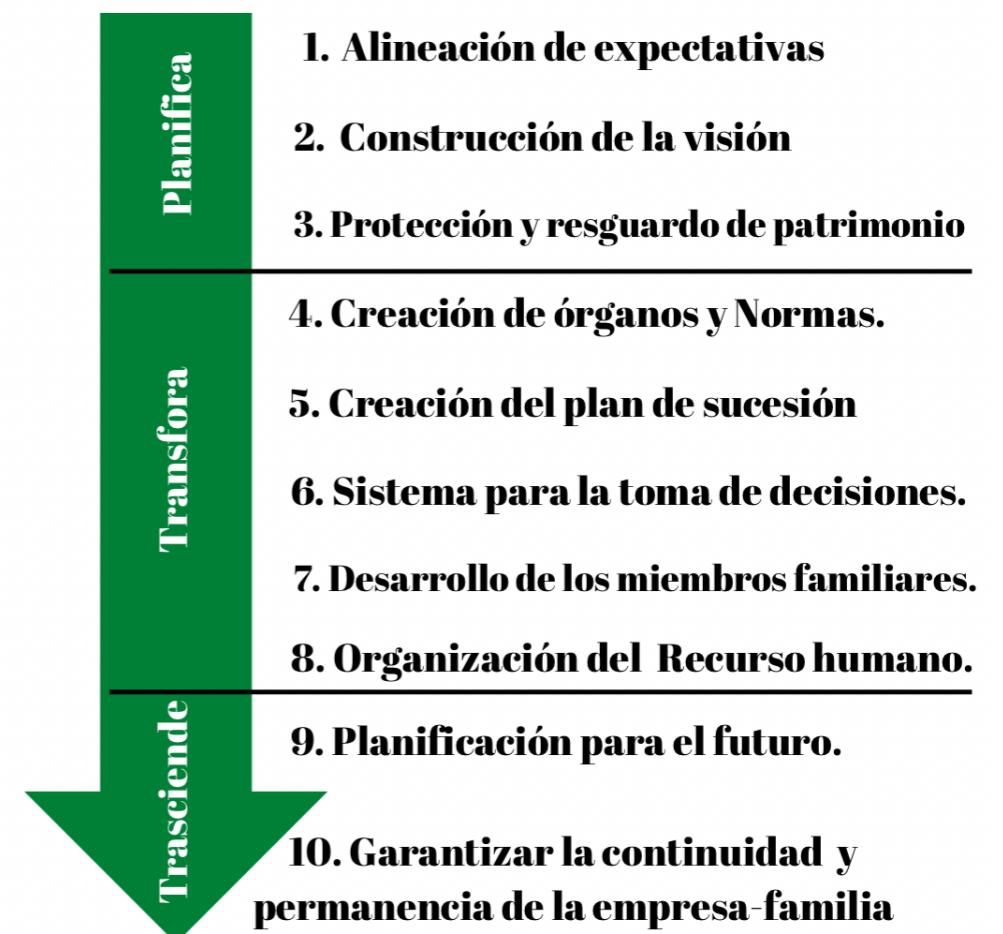 Planifica
1. Alineación de expectativas
2. Construcción de la visión
3. Protección y resguardo de patrimonio
Transfora
4. Creación de órganos y Normas.
5. Creación del plan de sucesión
6. Sistema para la toma de decisiones.
7. Desarrollo de los miembros familiares.
8. Organización del Recurso humano.
Trasciende
9. Planificación para el futuro.
10. Garantizar la continuidad y
permanencia de la empresa-familia